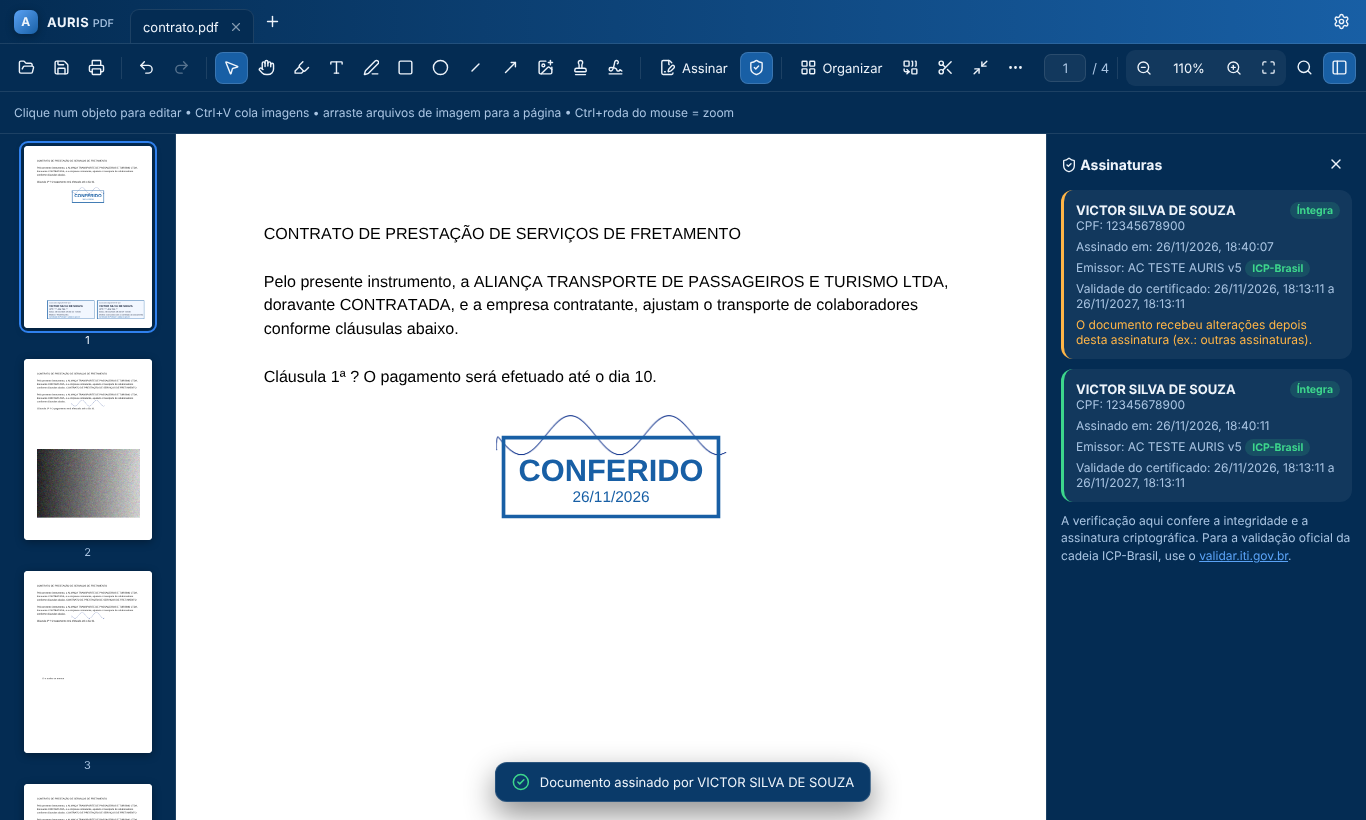 A AURIS PDF
contrato.pdf
Assinar
Organizar
1 / 4
110%
Clique num objeto para editar • Ctrl+V cola imagens • arraste arquivos de imagem para a página • Ctrl+roda do mouse = zoom
1
2
3
CONTRATO DE PRESTAÇÃO DE SERVIÇOS DE FRETAMENTO
Pelo presente instrumento, a ALIANÇA TRANSPORTE DE PASSAGEIROS E TURISMO LTDA,
doravante CONTRATADA, e a empresa contratante, ajustam o transporte de colaboradores
conforme cláusulas abaixo.
Cláusula 1ª ? O pagamento será efetuado até o dia 10.
CONFERIDO
26/11/2026
Documento assinado por VICTOR SILVA DE SOUZA
Assinaturas
VICTOR SILVA DE SOUZA
Íntegra
CPF: 12345678900
Assinado em: 26/11/2026, 18:40:07
Emissor: AC TESTE AURIS v5 ICP-Brasil
Validade do certificado: 26/11/2026, 18:13:11 a
26/11/2027, 18:13:11
O documento recebeu alterações depois
desta assinatura (ex.: outras assinaturas).
VICTOR SILVA DE SOUZA
Íntegra
CPF: 12345678900
Assinado em: 26/11/2026, 18:40:11
Emissor: AC TESTE AURIS v5 ICP-Brasil
Validade do certificado: 26/11/2026, 18:13:11 a
26/11/2027, 18:13:11
A verificação aqui confere a integridade e a
assinatura criptográfica. Para a validação oficial da
cadeia ICP-Brasil, use o validar.iti.gov.br.